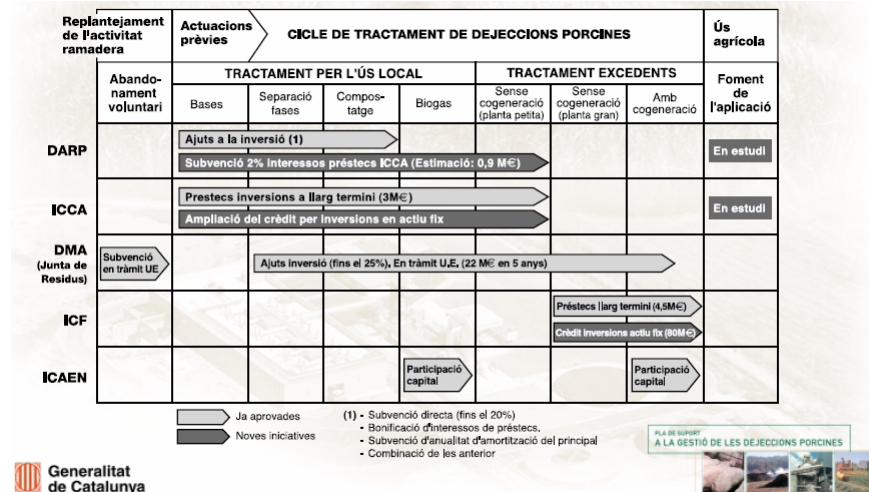 Replantejament
de l'activitat
ramadera
Actuacions
prèvies
CICLE DE TRACTAMENT DE DEJECCIONS PORCINES
Ús
agrícola
Abando-
nament
voluntari
TRACTAMENT PER L'ÚS LOCAL
TRACTAMENT EXCEDENTS
Foment
de
l'aplicació
Bases
Separació
fases
Compos-
tatge
Biogas
Sense
cogeneració
(planta petita)
Sense
cogeneració
(planta gran)
Amb
cogeneració
DARP
Ajuts a la inversió (1)
Subvenció 2% interessos préstecs ICCA (Estimació: 0,9 M€)
En estudi
ICCA
Prestecs inversions a llarg termini (3M€)
Ampliació del crèdit per inversions en actiu fix
En estudi
DMA
(Junta de
Residus)
Subvenció
en tràmit UE
Ajuts inversió (fins el 25%), En tràmit U.E. (22 M€ en 5 anys)
ICF
Préstecs llarg termini (4,5M€)
Crèdit inversions actiu fix (80M€)
ICAEN
Participació
capital
Participació
capital
Ja aprovades
Noves iniciatives
(1) - Subvenció directa (fins el 20%)
- Bonificació d'interessos de préstecs.
- Subvenció d'anualitat d'amortització del principal
- Combinació de les anterior
PLA DE SUPORT
A LA GESTIÓ DE LES DEJECCIONS PORCINES
Generalitat
de Catalunya